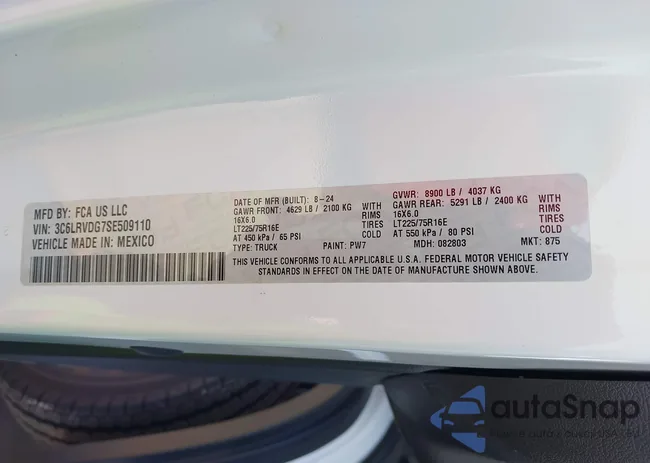 MFD BY: FCA US LLC
VIN: 3C6LRVDG7SE509110
VEHICLE MADE IN: MEXICO
DATE OF MFR (BUILT): 8-24
GAWR FRONT: 4629 LB / 2100 KG
16X6.0 RIMS
LT225/75R16E TIRES
AT 450 kPa / 65 PSI COLD
TYPE: TRUCK
GVWR: 8900 LB / 4037 KG
GAWR REAR: 5291 LB / 2400 KG
16X6.0 RIMS
LT225/75R16E TIRES
AT 550 kPa / 80 PSI COLD
PAINT: PW7 MDH: 082803 MKT: 875
THIS VEHICLE CONFORMS TO ALL APPLICABLE U.S.A. FEDERAL MOTOR VEHICLE SAFETY
STANDARDS IN EFFECT ON THE DATE OF MANUFACTURE SHOWN ABOVE.
autaSnap